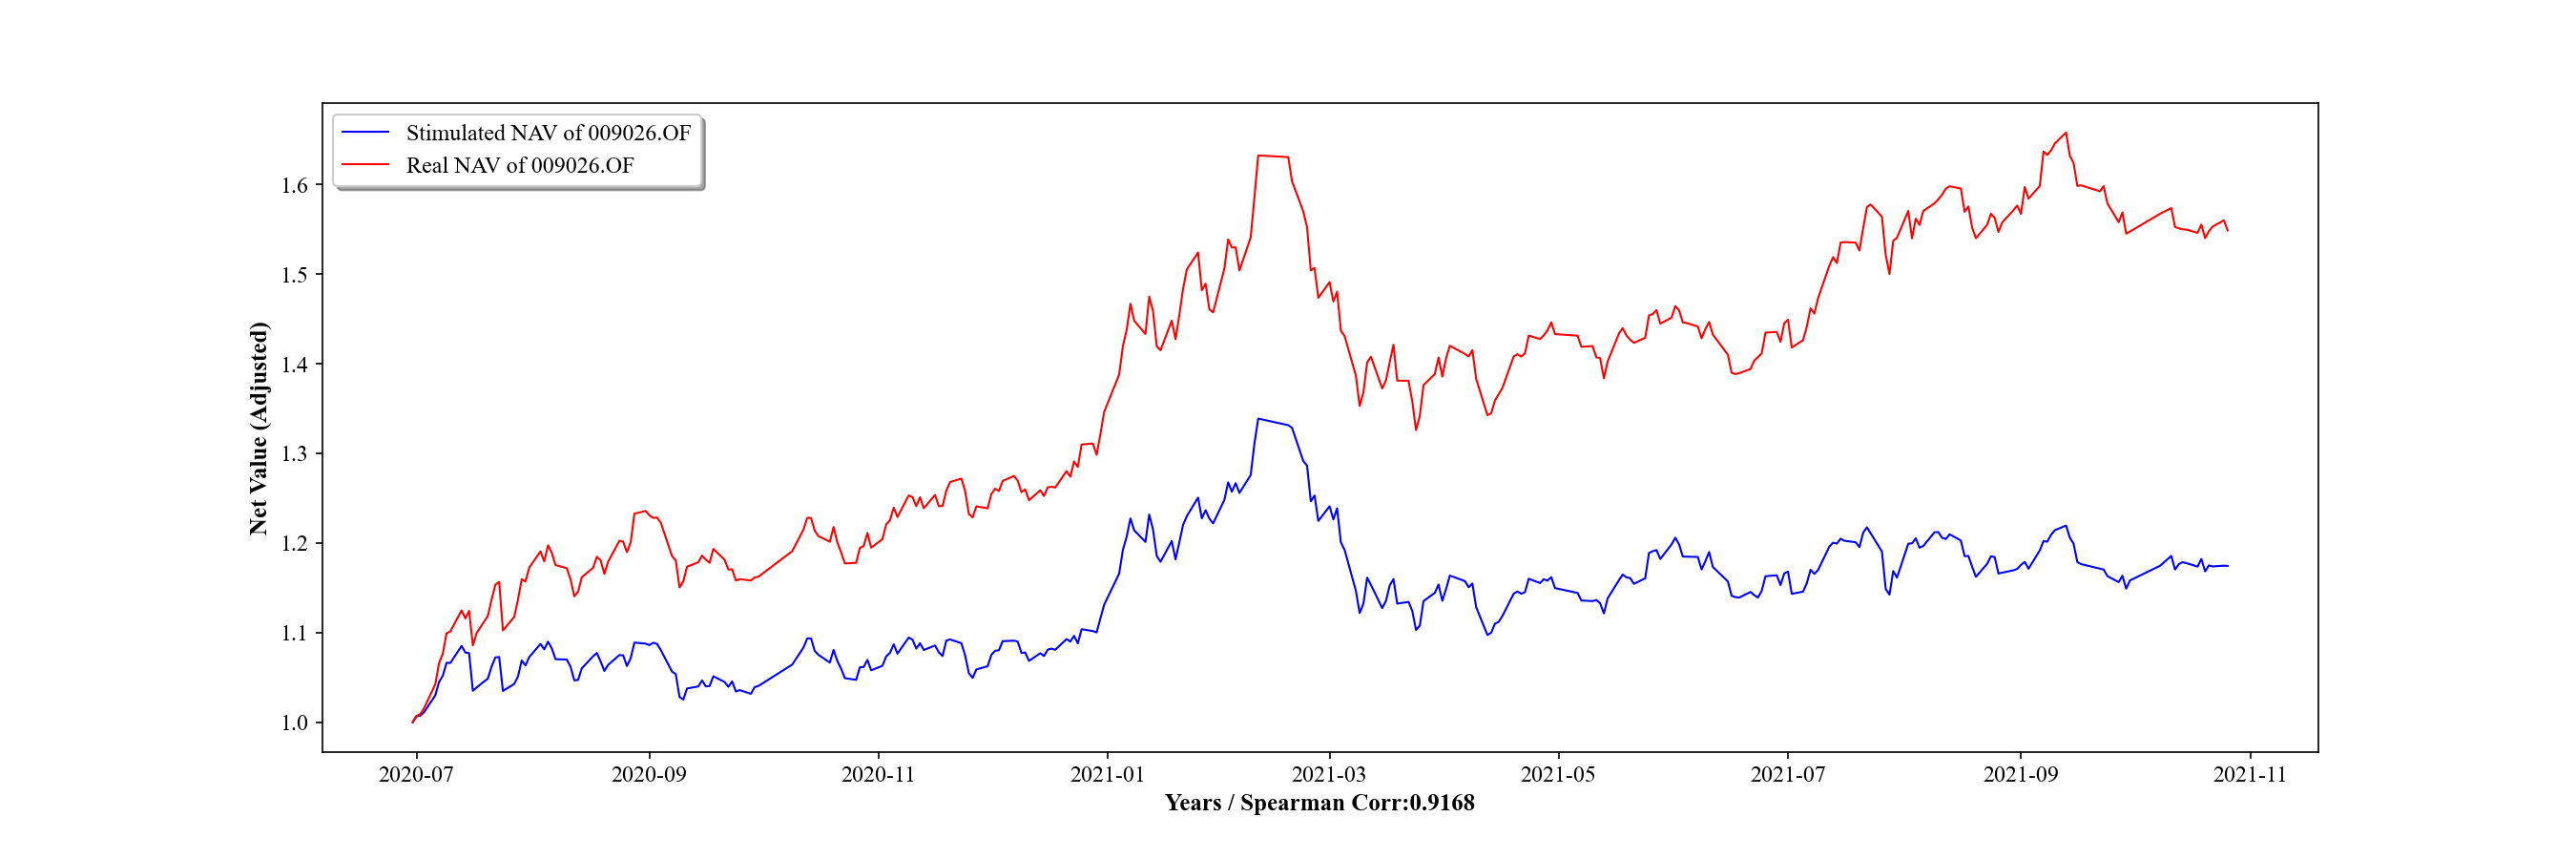 Stimulated NAV of 009026.OF
Real NAV of 009026.OF
1.6
1.5
1.4
1.3
1.2
1.1
1.0
Net Value (Adjusted)
2020-07 2020-09 2020-11 2021-01 2021-03 2021-05 2021-07 2021-09 2021-11
Years / Spearman Corr:0.9168